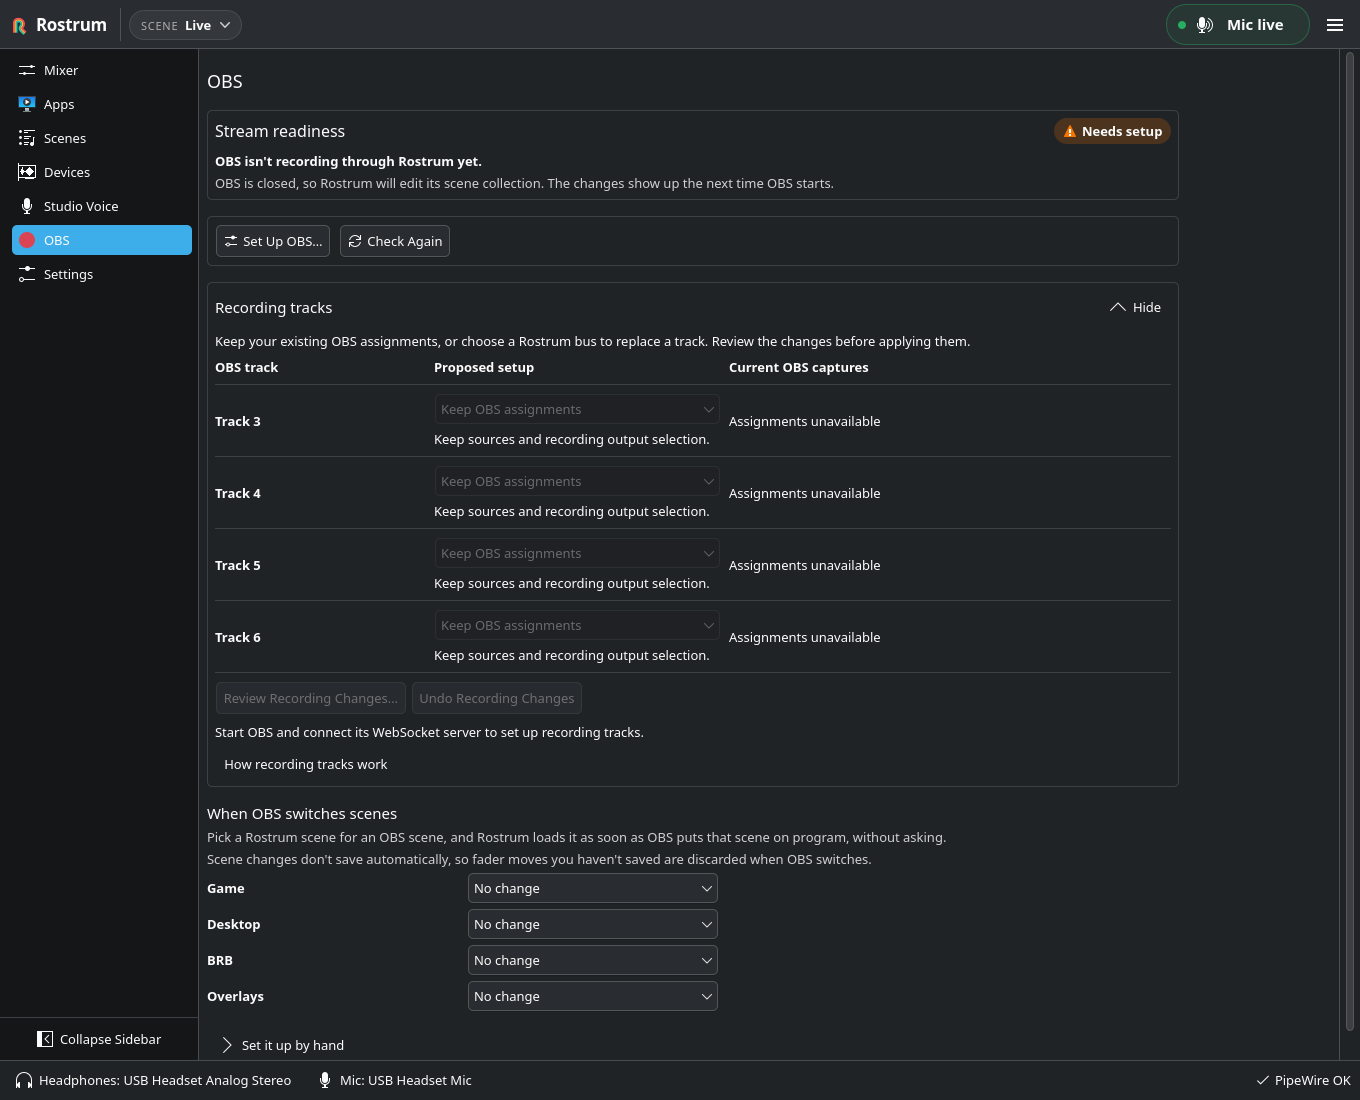 Rostrum
SCENE Live
Mic live
Mixer
Apps
Scenes
Devices
Studio Voice
OBS
Settings
Collapse Sidebar
OBS
Stream readiness
Needs setup
OBS isn't recording through Rostrum yet.
OBS is closed, so Rostrum will edit its scene collection. The changes show up the next time OBS starts.
Set Up OBS...
Check Again
Recording tracks
Hide
Keep your existing OBS assignments, or choose a Rostrum bus to replace a track. Review the changes before applying them.
OBS track Proposed setup Current OBS captures
Track 3
Keep OBS assignments
Keep sources and recording output selection.
Assignments unavailable
Track 4
Keep OBS assignments
Keep sources and recording output selection.
Assignments unavailable
Track 5
Keep OBS assignments
Keep sources and recording output selection.
Assignments unavailable
Track 6
Keep OBS assignments
Keep sources and recording output selection.
Assignments unavailable
Review Recording Changes...
Undo Recording Changes
Start OBS and connect its WebSocket server to set up recording tracks.
How recording tracks work
When OBS switches scenes
Pick a Rostrum scene for an OBS scene, and Rostrum loads it as soon as OBS puts that scene on program, without asking.
Scene changes don't save automatically, so fader moves you haven't saved are discarded when OBS switches.
Game No change
Desktop No change
BRB No change
Overlays No change
Set it up by hand
Headphones: USB Headset Analog Stereo
Mic: USB Headset Mic
PipeWire OK